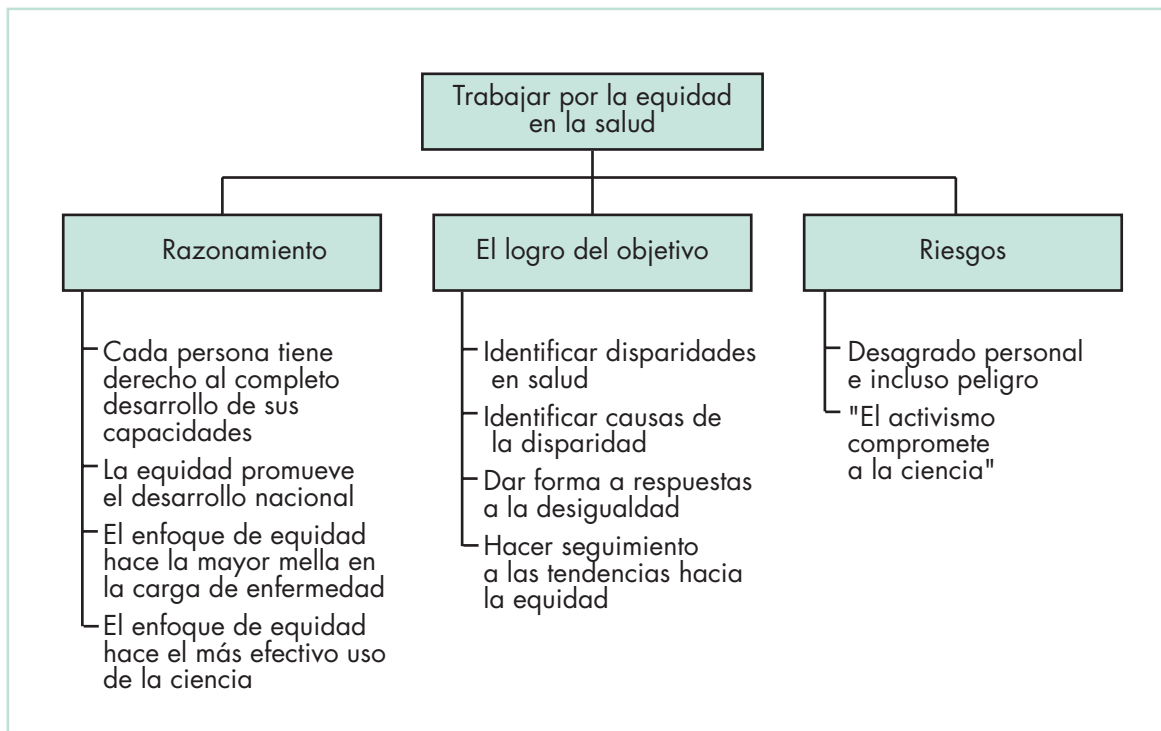 Trabajar por la equidad
en la salud
Razonamiento
Cada persona tiene
derecho al completo
desarrollo de sus
capacidades
La equidad promueve
el desarrollo nacional
El enfoque de equidad
hace la mayor mella en
la carga de enfermedad
El enfoque de equidad
hace el más efectivo uso
de la ciencia
El logro del objetivo
Identificar disparidades
en salud
Identificar causas de
la disparidad
Dar forma a respuestas
a la desigualdad
Hacer seguimiento
a las tendencias hacia
la equidad
Riesgos
Desagrado personal
e incluso peligro
"El activismo
compromete
a la ciencia"